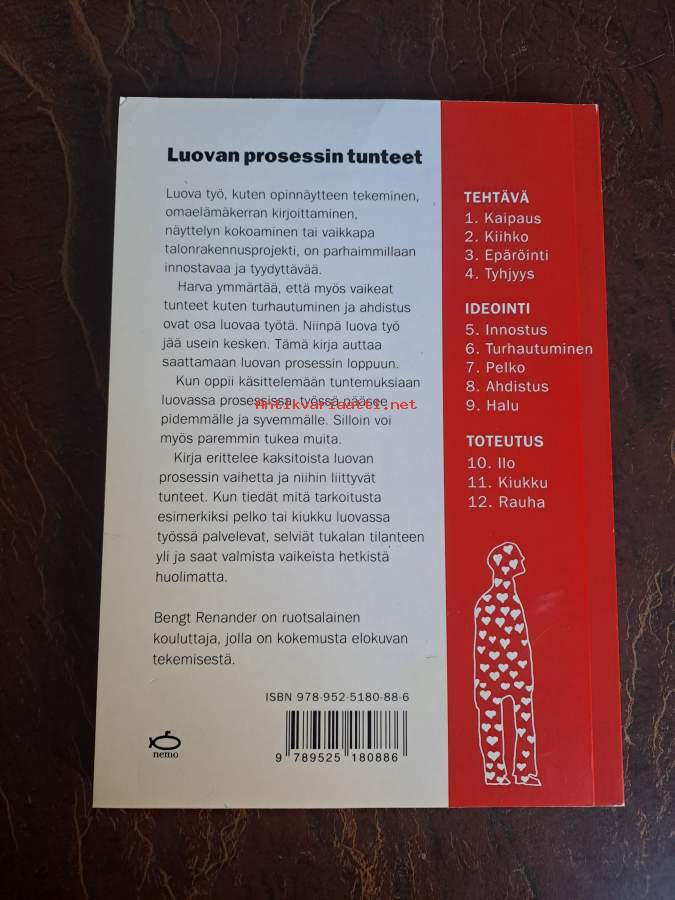 Luovan prosessin tunteet
Luova työ, kuten opinnäytteen tekeminen,
omaelämäkerran kirjoittaminen,
näyttelyn kokoaminen tai vaikkapa
talonrakennusprojekti, on parhaimmillaan
innostavaa ja tyydyttävää.
Harva ymmärtää, että myös vaikeat
tunteet kuten turhautuminen ja ahdistus
ovat osa luovaa työtä. Niinpä luova työ
jää usein kesken. Tämä kirja auttaa
saattamaan luovan prosessin loppuun.
Kun oppii käsittelemään tuntemuksiaan
luovassa prosessissa, työssä pääsee
Antikvariaatti.net
pidemmälle ja syvemmälle. Silloin voi
myös paremmin tukea muita.
Kirja erittelee kaksitoista luovan
prosessin vaihetta ja niihin liittyvät
tunteet. Kun tiedät mitä tarkoitusta
esimerkiksi pelko tai kiukku luovassa
työssä palvelevat, selviät tukalan tilanteen
yli ja saat valmista vaikeista hetkistä
huolimatta.
Bengt Renander on ruotsalainen
kouluttaja, jolla on kokemusta elokuvan
tekemisestä.
ISBN 978-952-5180-88-6
9 789525 180886
nemo
TEHTÄVÄ
1. Kaipaus
2. Kiihko
3. Epäröinti
4. Tyhjyys
IDEOINTI
5. Innostus
6. Turhautuminen
7. Pelko
8. Ahdistus
9. Halu
TOTEUTUS
10. Ilo
11. Kiukku
12. Rauha